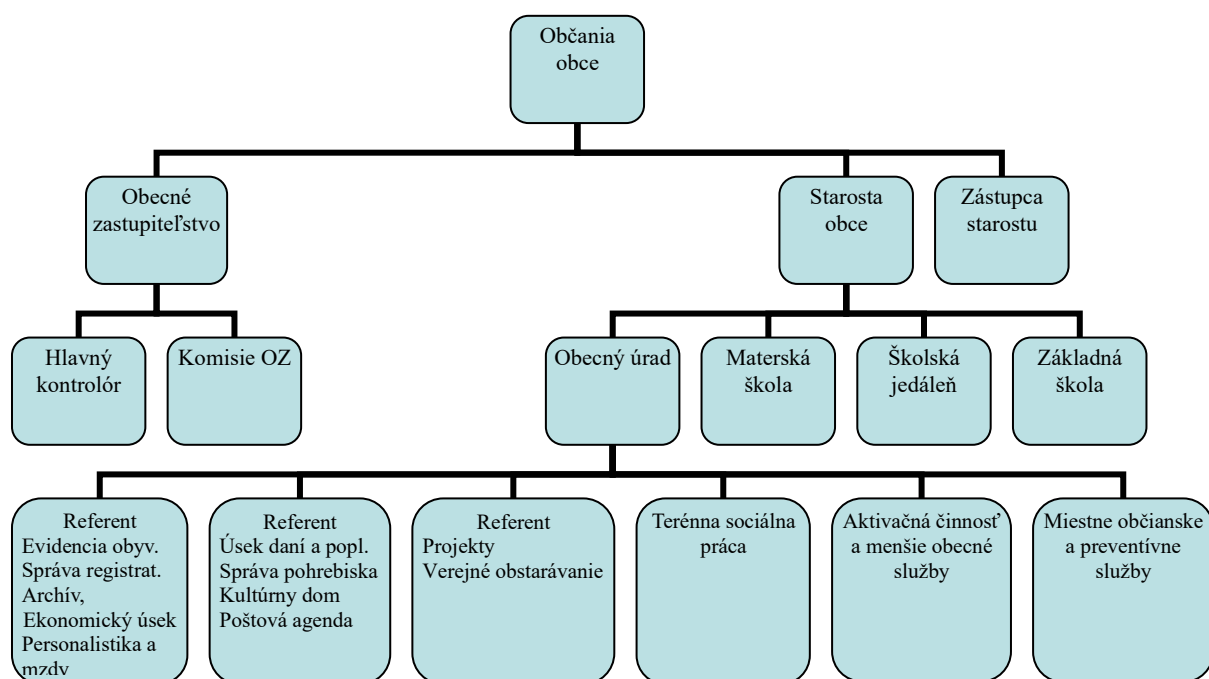 Občania
obce
Obecné
zastupiteľstvo
Starosta
obce
Zástupca
starostu
Hlavný
kontrolór
Komisie OZ
Obecný úrad
Materská
škola
Školská
jedáleň
Základná
škola
Referent
Evidencia obyv.
Správa registrat.
Archív,
Ekonomický úsek
Personalistika a
mzdy
Referent
Úsek daní a popl.
Správa pohrebiska
Kultúrny dom
Poštová agenda
Referent
Projekty
Verejné obstarávanie
Terénna sociálna
práca
Aktivačná činnosť
a menšie obecné
služby
Miestne občianske
a preventívne
služby